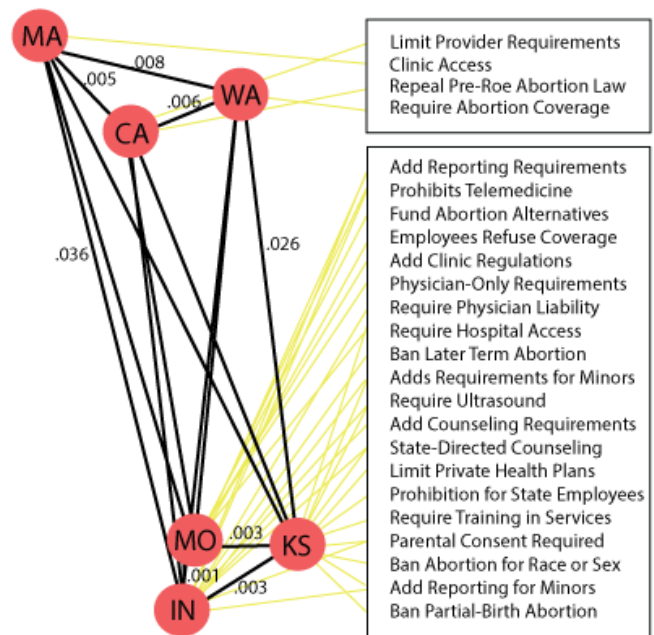 MA
.008
.005
WA
.006
CA
.036
.026
MO
.003
KS
.001
.003
IN
Limit Provider Requirements
Clinic Access
Repeal Pre-Roe Abortion Law
Require Abortion Coverage
Add Reporting Requirements
Prohibits Telemedicine
Fund Abortion Alternatives
Employees Refuse Coverage
Add Clinic Regulations
Physician-Only Requirements
Require Physician Liability
Require Hospital Access
Ban Later Term Abortion
Adds Requirements for Minors
Require Ultrasound
Add Counseling Requirements
State-Directed Counseling
Limit Private Health Plans
Prohibition for State Employees
Require Training in Services
Parental Consent Required
Ban Abortion for Race or Sex
Add Reporting for Minors
Ban Partial-Birth Abortion